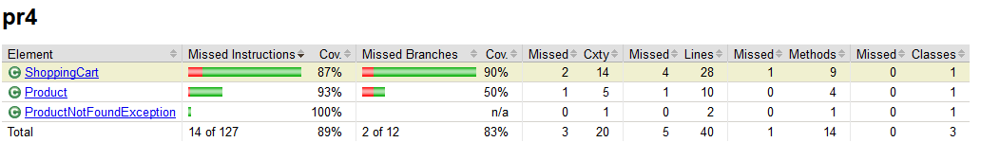 pr4
Element Missed Instructions Cov. Missed Branches Cov. Missed Cxty Missed Lines Missed Methods Missed Classes
C ShoppingCart 87% 90% 2 14 4 28 1 9 0 1
C Product 93% 50% 1 5 1 10 0 4 0 1
C ProductNotFoundException 100% n/a 0 1 0 2 0 1 0 1
Total 14 of 127 89% 2 of 12 83% 3 20 5 40 1 14 0 3